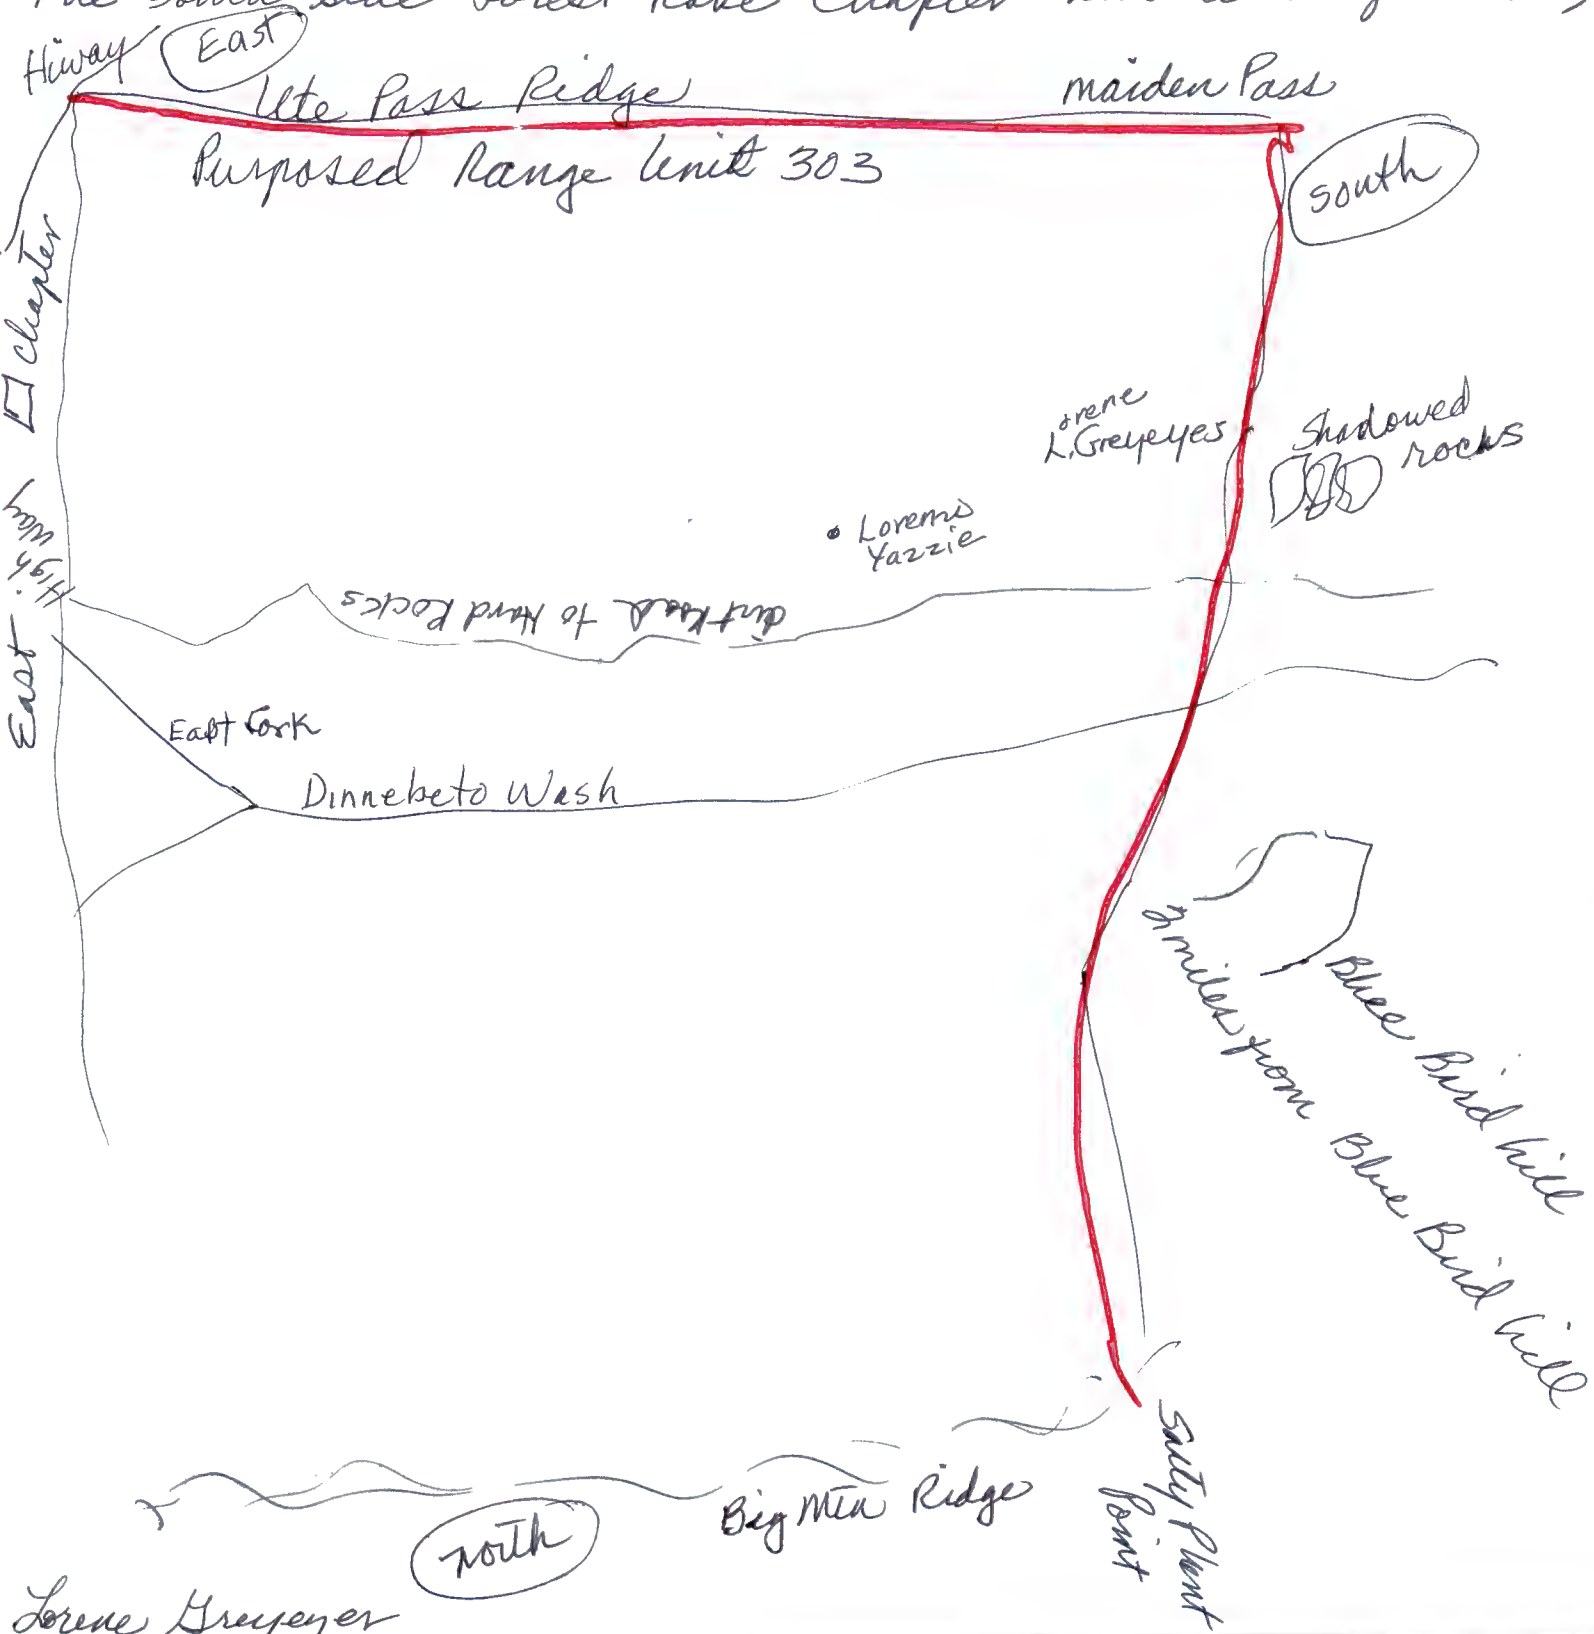 Hiway
East
Ute Pass Ridge
maiden Pass
Purposed Range Unit 303
South
chapter
Irene
L. Greyeyes
Shadowed
rocks
High way
Yazzie
dirt Road to Hard Rocks
East
East Fork
Dinnebeto Wash
2 miles from Blue Bird hill
Blue Bird hill
Salty Plant
Point
Big Mtn Ridge
north
Lorene Greyeyes